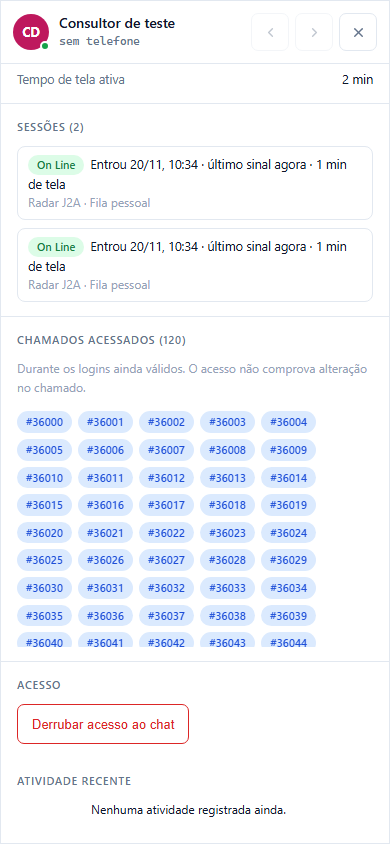 CD
Consultor de teste
sem telefone
Tempo de tela ativa 2 min
SESSÕES (2)
On Line Entrou 20/11, 10:34 · último sinal agora · 1 min
de tela
Radar J2A · Fila pessoal
On Line Entrou 20/11, 10:34 · último sinal agora · 1 min
de tela
Radar J2A · Fila pessoal
CHAMADOS ACESSADOS (120)
Durante os logins ainda válidos. O acesso não comprova alteração
no chamado.
#36000 #36001 #36002 #36003 #36004
#36005 #36006 #36007 #36008 #36009
#36010 #36011 #36012 #36013 #36014
#36015 #36016 #36017 #36018 #36019
#36020 #36021 #36022 #36023 #36024
#36025 #36026 #36027 #36028 #36029
#36030 #36031 #36032 #36033 #36034
#36035 #36036 #36037 #36038 #36039
#36040 #36041 #36042 #36043 #36044
ACESSO
Derrubar acesso ao chat
ATIVIDADE RECENTE
Nenhuma atividade registrada ainda.